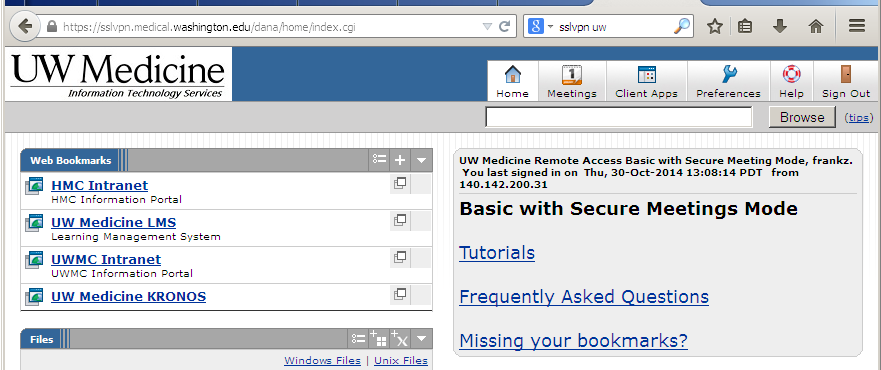 https://sslvpn.medical.washington.edu/dana/home/index.cgi
sslvpn uw
UW Medicine
Information Technology Services
Home
Meetings
Client Apps
Preferences
Help
Sign Out
Browse
(tips)
Web Bookmarks
HMC Intranet
HMC Information Portal
UW Medicine LMS
Learning Management System
UWMC Intranet
UWMC Information Portal
UW Medicine KRONOS
Files
Windows Files | Unix Files
UW Medicine Remote Access Basic with Secure Meeting Mode, frankz.
You last signed in on Thu, 30-Oct-2014 13:08:14 PDT from
140.142.200.31
Basic with Secure Meetings Mode
Tutorials
Frequently Asked Questions
Missing your bookmarks?